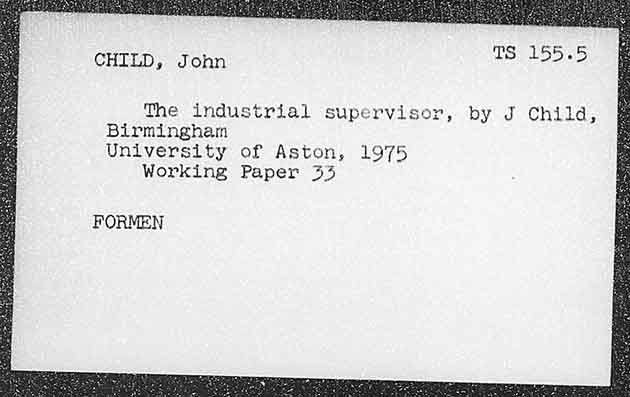 CHILD, John TS 155.5
The industrial supervisor, by J Child,
Birmingham
University of Aston, 1975
Working Paper 33
FORMEN